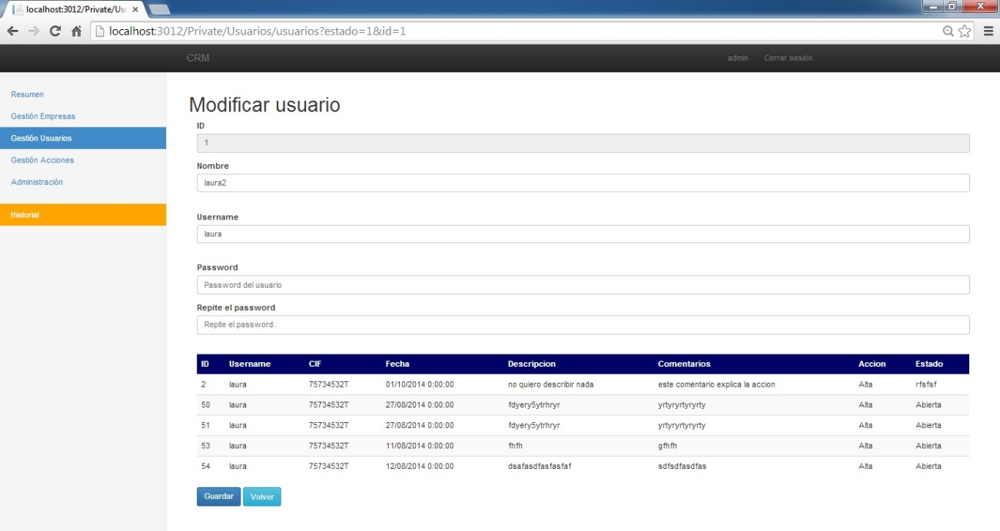 localhost:3012/Private/Us
localhost:3012/Private/Usuarios/usuarios?estado=1&id=1
CRM admin Cerrar sesión
Resumen
Gestión Empresas
Gestión Usuarios
Gestión Acciones
Administración
Historial
Modificar usuario
ID
1
Nombre
laura2
Username
laura
Password
Password del usuario
Repite el password
Repite el password..
ID Username CIF Fecha Descripcion Comentarios Accion Estado
2 laura 75734532T 01/10/2014 0:00:00 no quiero describir nada este comentario explica la accion Alta rfsfsf
50 laura 75734532T 27/08/2014 0:00:00 fdyery5ytrhryr yrtyryrtyryrty Alta Abierta
51 laura 75734532T 27/08/2014 0:00:00 fdyery5ytrhryr yrtyryrtyryrty Alta Abierta
53 laura 75734532T 11/08/2014 0:00:00 fhfh gfhfh Alta Abierta
54 laura 75734532T 12/08/2014 0:00:00 dsafasdfasfasfaf sdfsdfasdfas Alta Abierta
Guardar Volver